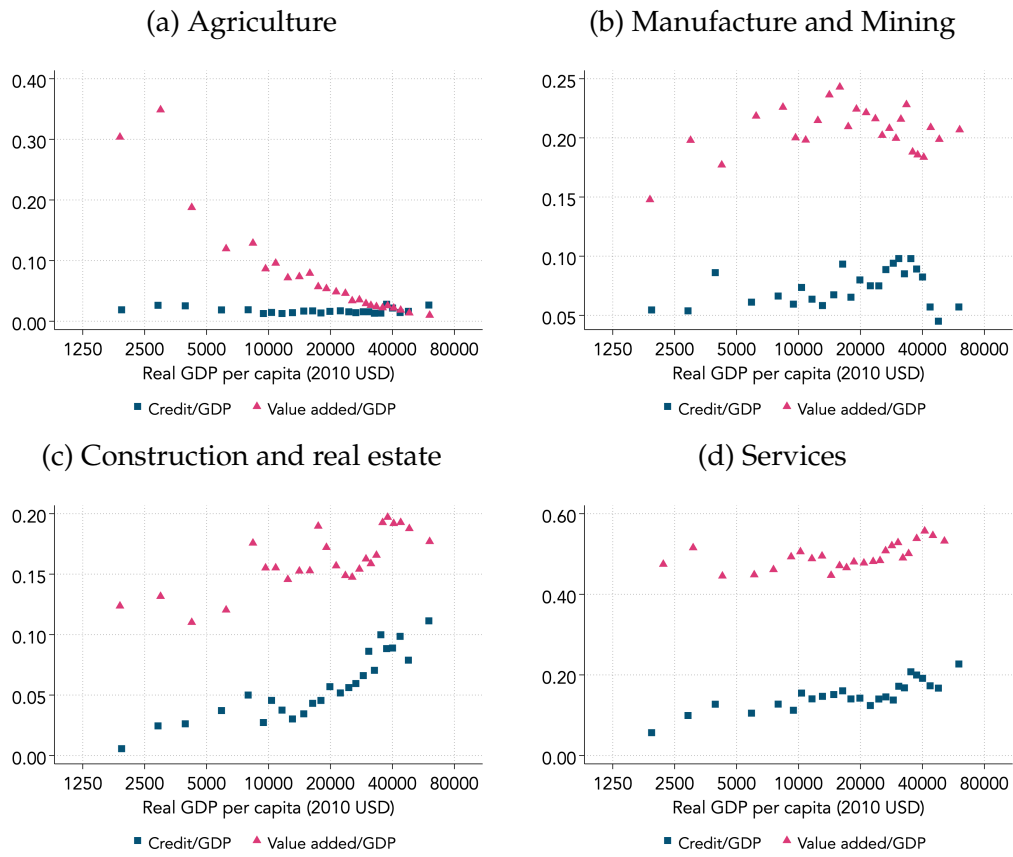 (a) Agriculture
0.40
0.30
0.20
0.10
0.00
1250 2500 5000 10000 20000 40000 80000
Real GDP per capita (2010 USD)
Credit/GDP Value added/GDP
(b) Manufacture and Mining
0.25
0.20
0.15
0.10
0.05
1250 2500 5000 10000 20000 40000 80000
Real GDP per capita (2010 USD)
Credit/GDP Value added/GDP
(c) Construction and real estate
0.20
0.15
0.10
0.05
0.00
1250 2500 5000 10000 20000 40000 80000
Real GDP per capita (2010 USD)
Credit/GDP Value added/GDP
(d) Services
0.60
0.40
0.20
0.00
1250 2500 5000 10000 20000 40000 80000
Real GDP per capita (2010 USD)
Credit/GDP Value added/GDP